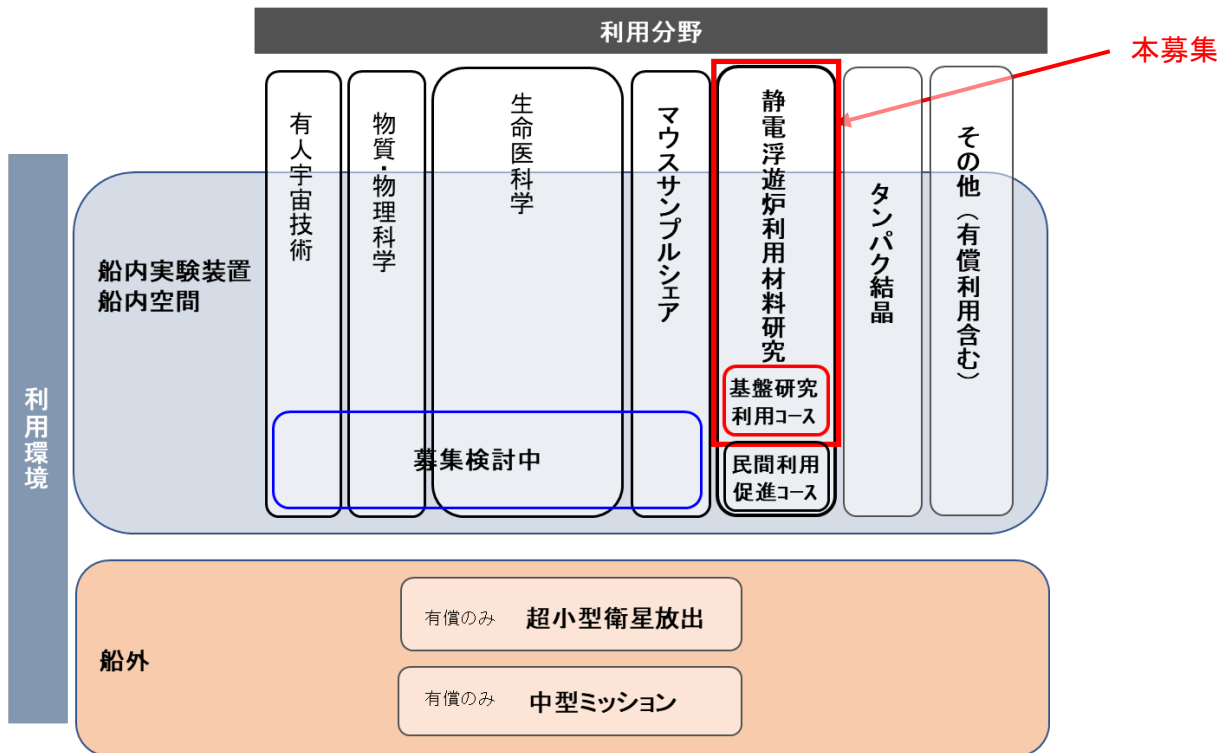 利用分野
本募集
有人宇宙技術
物質・物理科学
生命医科学
マウスサンプルシェア
静電浮遊炉利用材料研究
タンパク結晶
その他（有償利用含む）
利用環境
船内実験装置
船内空間
基盤研究
利用コース
募集検討中
民間利用
促進コース
船外
有償のみ 超小型衛星放出
有償のみ 中型ミッション